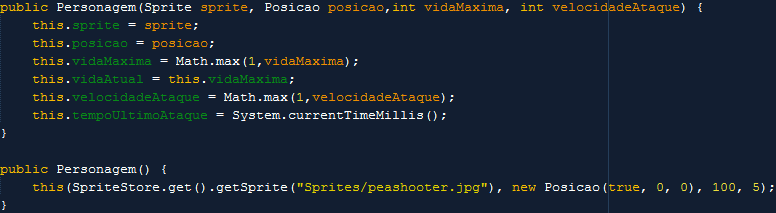 public Personagem(Sprite sprite, Posicao posicao,int vidaMaxima, int velocidadeAtaque) {
this.sprite = sprite;
this.posicao = posicao;
this.vidaMaxima = Math.max(1,vidaMaxima);
this.vidaAtual = this.vidaMaxima;
this.velocidadeAtaque = Math.max(1,velocidadeAtaque);
this.tempoUltimoAtaque = System.currentTimeMillis();
}
public Personagem() {
this(SpriteStore.get().getSprite("Sprites/peashooter.jpg"), new Posicao(true, 0, 0), 100, 5);
}